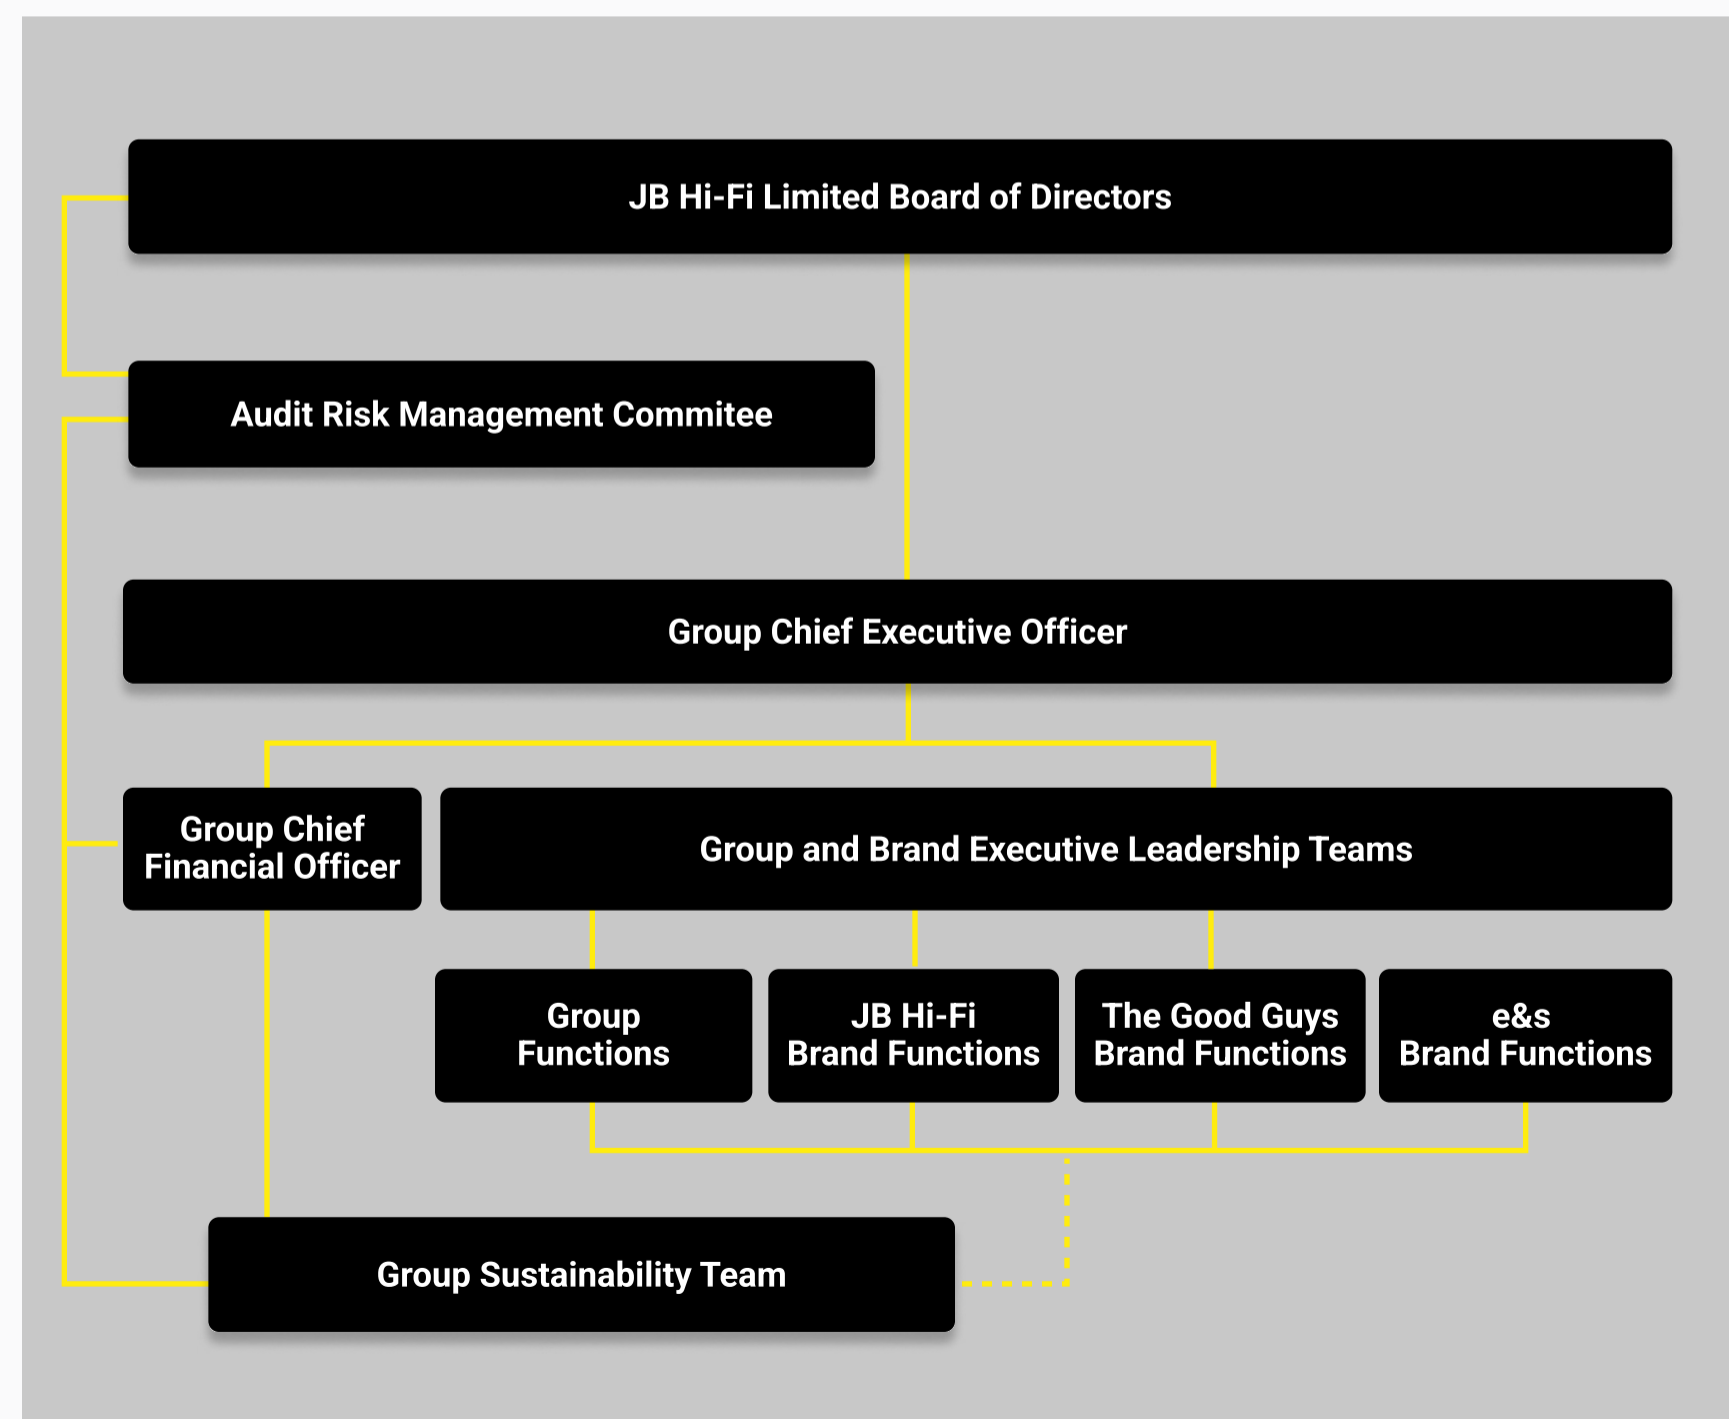 JB Hi-Fi Limited Board of Directors
Audit Risk Management Commitee
Group Chief Executive Officer
Group Chief
Financial Officer
Group and Brand Executive Leadership Teams
Group
Functions
JB Hi-Fi
Brand Functions
The Good Guys
Brand Functions
e&s
Brand Functions
Group Sustainability Team